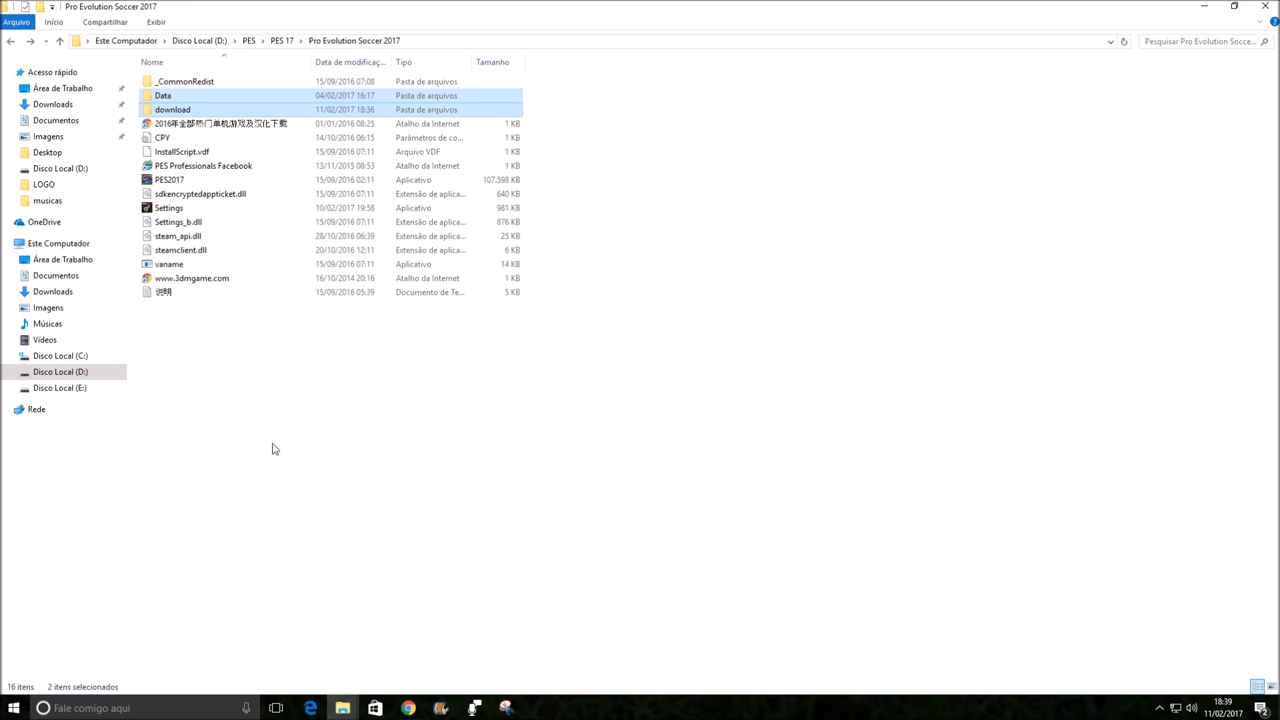 Pro Evolution Soccer 2017
Arquivo Início Compartilhar Exibir
Este Computador Disco Local (D:) PES PES 17 Pro Evolution Soccer 2017 Pesquisar Pro Evolution Socce...
Nome Data de modificaç... Tipo Tamanho
_CommonRedist 15/09/2016 07:08 Pasta de arquivos
Data 04/02/2017 16:17 Pasta de arquivos
download 11/02/2017 18:36 Pasta de arquivos
2016年全部热门单机游戏及汉化下载 01/01/2016 08:25 Atalho da Internet 1 KB
CPY 14/10/2016 06:15 Parâmetros de co... 1 KB
InstallScript.vdf 15/09/2016 07:11 Arquivo VDF 1 KB
PES Professionals Facebook 13/11/2015 08:53 Atalho da Internet 1 KB
PES2017 15/09/2016 02:11 Aplicativo 107.598 KB
sdkencryptedappticket.dll 15/09/2016 07:11 Extensão de aplica... 640 KB
Settings 10/02/2017 19:58 Aplicativo 981 KB
Settings_b.dll 15/09/2016 07:11 Extensão de aplica... 876 KB
steam_api.dll 28/10/2016 06:39 Extensão de aplica... 25 KB
steamclient.dll 20/10/2016 12:11 Extensão de aplica... 6 KB
vaname 15/09/2016 07:11 Aplicativo 14 KB
www.3dmgame.com 16/10/2014 20:16 Atalho da Internet 1 KB
说明 15/09/2016 05:39 Documento de Te... 5 KB
Acesso rápido
Área de Trabalho
Downloads
Documentos
Imagens
Desktop
Disco Local (D:)
LOGO
musicas
OneDrive
Este Computador
Área de Trabalho
Documentos
Downloads
Imagens
Músicas
Vídeos
Disco Local (C:)
Disco Local (D:)
Disco Local (E:)
Rede
16 itens 2 itens selecionados
Fale comigo aqui
18:39
11/02/2017
2